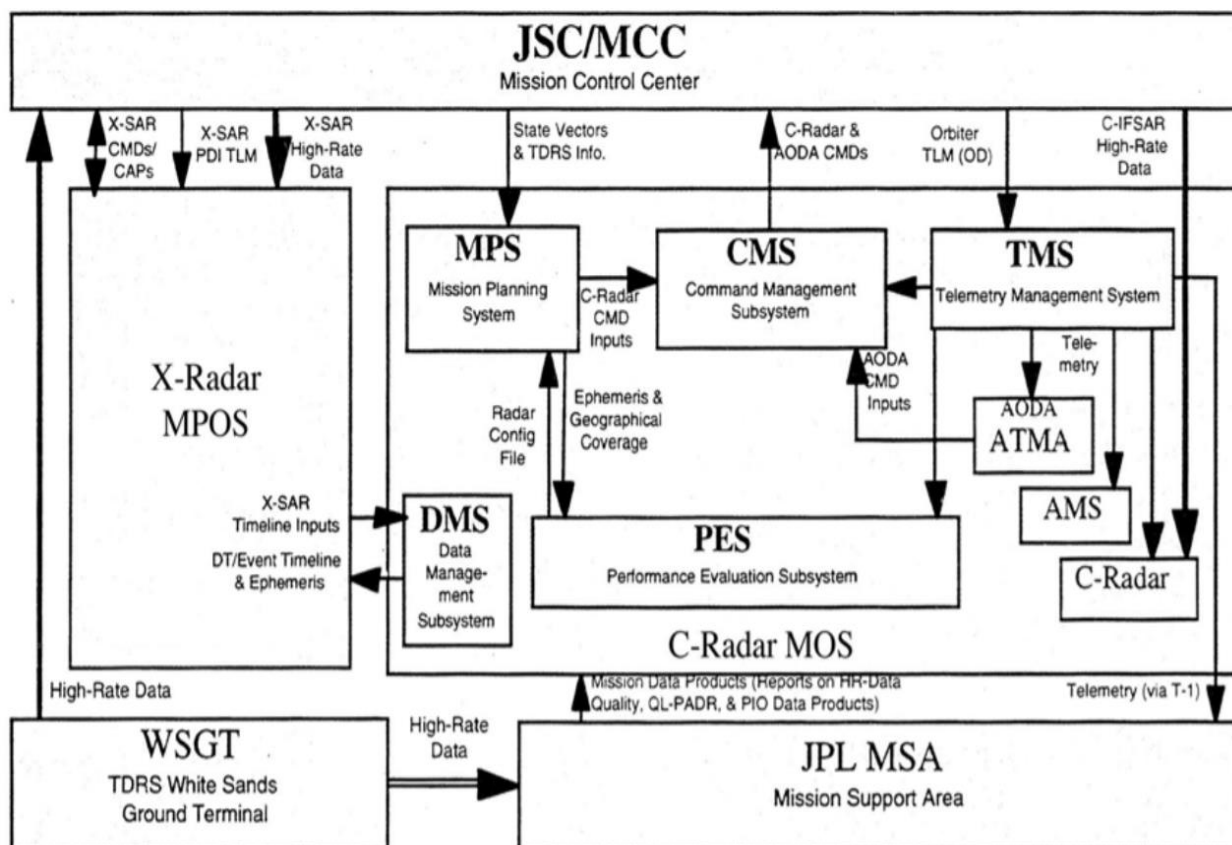 JSC/MCC
Mission Control Center
X-SAR
CMDs/
CAPs
X-SAR
PDI TLM
X-SAR
High-Rate
Data
State Vectors
& TDRS Info.
C-Radar &
AODA CMDs
Orbiter
TLM (OD)
C-IFSAR
High-Rate
Data
MPS
Mission Planning
System
C-Radar
CMD
Inputs
CMS
Command Management
Subsystem
TMS
Telemetry Management System
X-Radar
MPOS
Radar
Config
File
Ephemeris &
Geographical
Coverage
AODA
CMD
Inputs
Tele-
metry
AODA
ATMA
AMS
C-Radar
X-SAR
Timeline Inputs
DT/Event Timeline
& Ephemeris
DMS
Data
Manage-
ment
Subsystem
PES
Performance Evaluation Subsystem
C-Radar MOS
High-Rate Data
Mission Data Products (Reports on HR-Data
Quality, QL-PADR, & PIO Data Products)
Telemetry (via T-1)
WSGT
TDRS White Sands
Ground Terminal
High-Rate
Data
JPL MSA
Mission Support Area